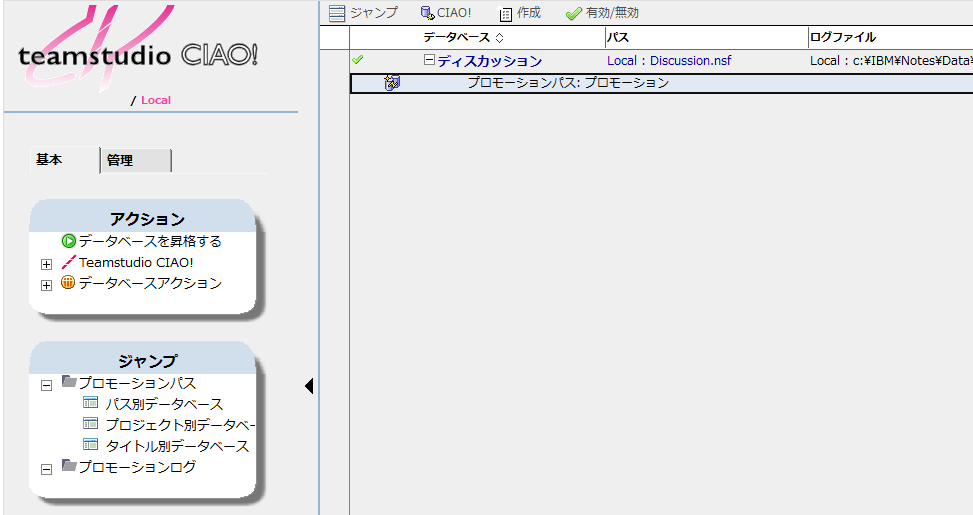 teamstudio CIAO!
/ Local
基本
管理
アクション
データベースを昇格する
Teamstudio CIAO!
データベースアクション
ジャンプ
プロモーションパス
パス別データベース
プロジェクト別データベー
タイトル別データベース
プロモーションログ
ジャンプ CIAO! 作成 有効/無効
データベース パス ログファイル
ディスカッション Local : Discussion.nsf Local : c:¥IBM¥Notes¥Data¥
プロモーションパス: プロモーション